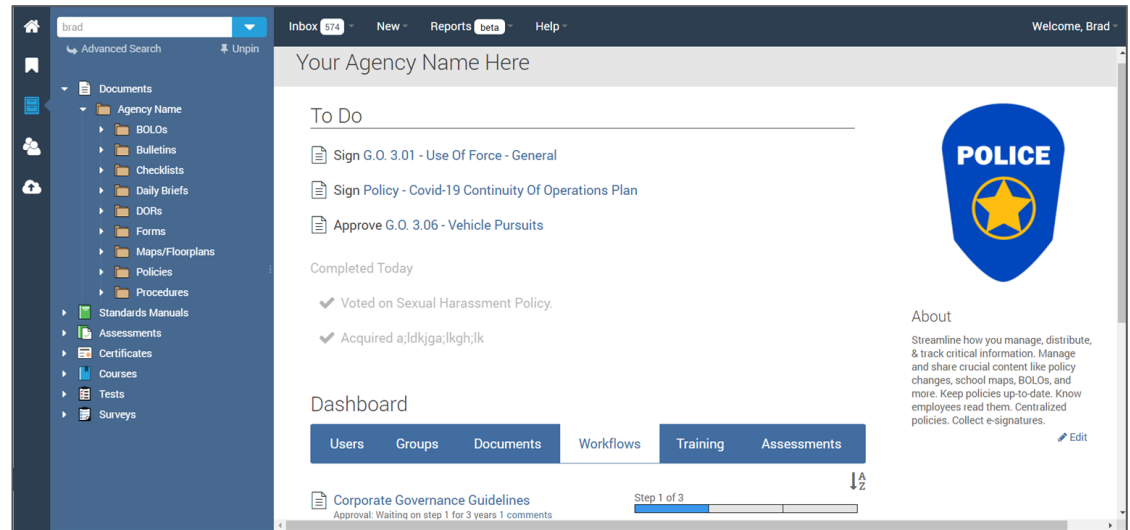 brad
Advanced Search
Unpin
Documents
Agency Name
BOLOs
Bulletins
Checklists
Daily Briefs
DORs
Forms
Maps/Floorplans
Policies
Procedures
Standards Manuals
Assessments
Certificates
Courses
Tests
Surveys
Inbox 574 New Reports beta Help Welcome, Brad
Your Agency Name Here
To Do
Sign G.O. 3.01 - Use Of Force - General
Sign Policy - Covid-19 Continuity Of Operations Plan
Approve G.O. 3.06 - Vehicle Pursuits
Completed Today
Voted on Sexual Harassment Policy.
Acquired a;ldkjga;lkgh;lk
Dashboard
Users Groups Documents Workflows Training Assessments
A
Z
Corporate Governance Guidelines
Approval: Waiting on step 1 for 3 years 1 comments
Step 1 of 3
POLICE
About
Streamline how you manage, distribute,
& track critical information. Manage
and share crucial content like policy
changes, school maps, BOLOs, and
more. Keep policies up-to-date. Know
employees read them. Centralized
policies. Collect e-signatures.
Edit